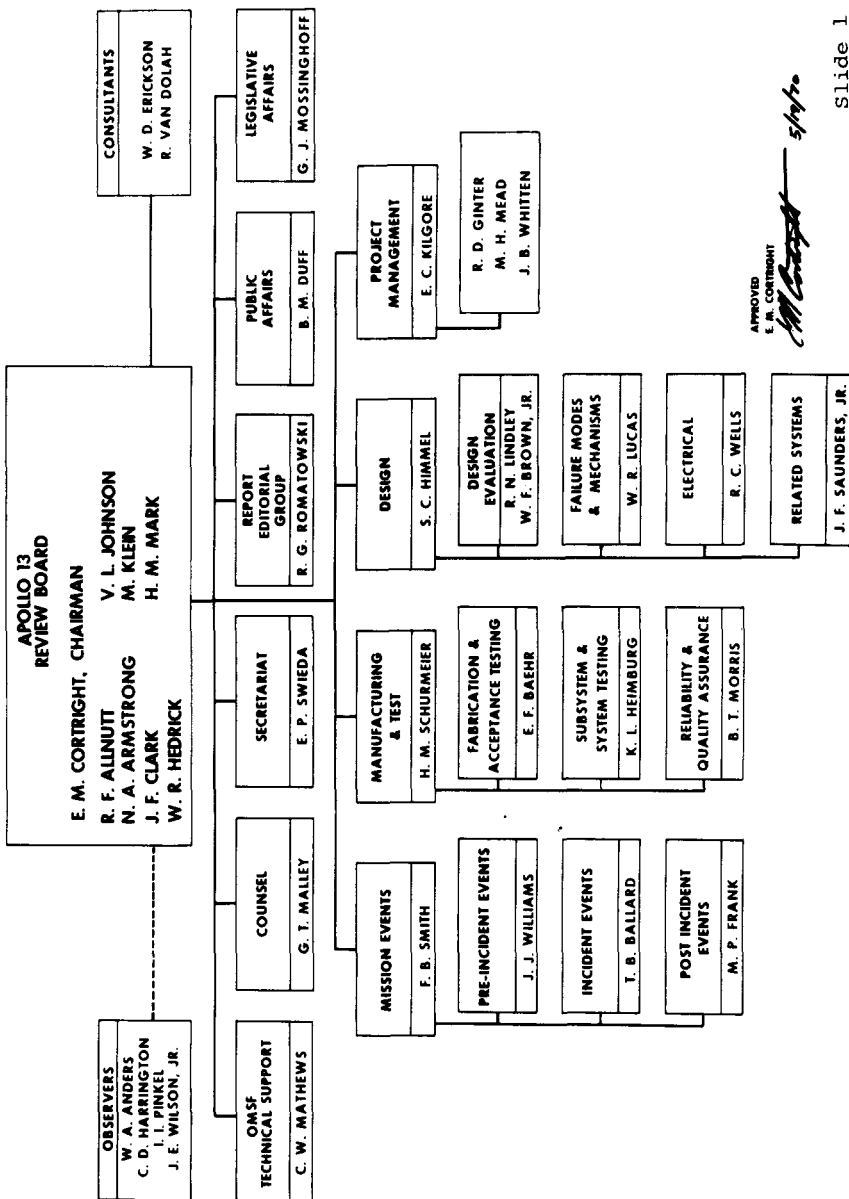 APOLLO 13
REVIEW BOARD
E. M. CORTRIGHT, CHAIRMAN
R. F. ALLNUTT V. L. JOHNSON
N. A. ARMSTRONG M. KLEIN
J. F. CLARK H. M. MARK
W. R. HEDRICK
OBSERVERS
W. A. ANDERS
C. D. HARRINGTON
I. I. PINKEL
J. E. WILSON, JR.
CONSULTANTS
W. D. ERICKSON
R. VAN DOLAH
OMSF
TECHNICAL SUPPORT
C. W. MATHEWS
COUNSEL
G. T. MALLEY
SECRETARIAT
E. P. SWIEDA
REPORT
EDITORIAL
GROUP
R. G. ROMATOWSKI
PUBLIC
AFFAIRS
B. M. DUFF
LEGISLATIVE
AFFAIRS
G. J. MOSSINGHOFF
MISSION EVENTS
F. B. SMITH
PRE-INCIDENT EVENTS
J. J. WILLIAMS
INCIDENT EVENTS
T. B. BALLARD
POST INCIDENT
EVENTS
M. P. FRANK
MANUFACTURING
& TEST
H. M. SCHURMEIER
FABRICATION &
ACCEPTANCE TESTING
E. F. BAEHR
SUBSYSTEM &
SYSTEM TESTING
K. L. HEIMBURG
RELIABILITY &
QUALITY ASSURANCE
B. T. MORRIS
DESIGN
S. C. HIMMEL
DESIGN
EVALUATION
R. N. LINDLEY
W. F. BROWN, JR.
FAILURE MODES
& MECHANISMS
W. R. LUCAS
ELECTRICAL
R. C. WELLS
RELATED SYSTEMS
J. F. SAUNDERS, JR.
PROJECT
MANAGEMENT
E. C. KILGORE
R. D. GINTER
M. H. MEAD
J. B. WHITTEN
APPROVED
E. M. CORTRIGHT
Slide 1